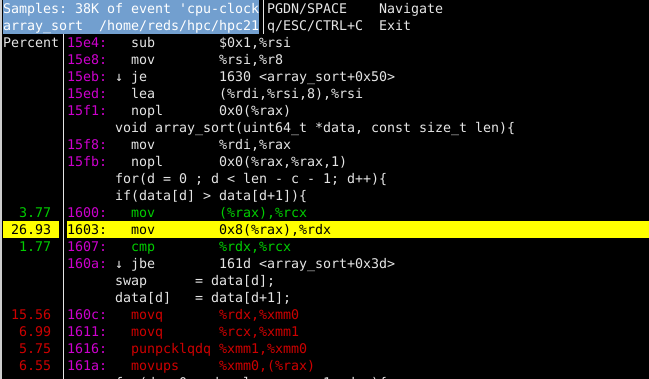 Samples: 38K of event 'cpu-clock PGDN/SPACE Navigate
array_sort /home/reds/hpc/hpc21 q/ESC/CTRL+C Exit
Percent 15e4: sub $0x1,%rsi
15e8: mov %rsi,%r8
15eb: ↓ je 1630 <array_sort+0x50>
15ed: lea (%rdi,%rsi,8),%rsi
15f1: nopl 0x0(%rax)
void array_sort(uint64_t *data, const size_t len){
15f8: mov %rdi,%rax
15fb: nopl 0x0(%rax,%rax,1)
for(d = 0 ; d < len - c - 1; d++){
if(data[d] > data[d+1]){
3.77 1600: mov (%rax),%rcx
26.93 1603: mov 0x8(%rax),%rdx
1.77 1607: cmp %rdx,%rcx
160a: ↓ jbe 161d <array_sort+0x3d>
swap = data[d];
data[d] = data[d+1];
15.56 160c: movq %rdx,%xmm0
6.99 1611: movq %rcx,%xmm1
5.75 1616: punpcklqdq %xmm1,%xmm0
6.55 161a: movups %xmm0,(%rax)